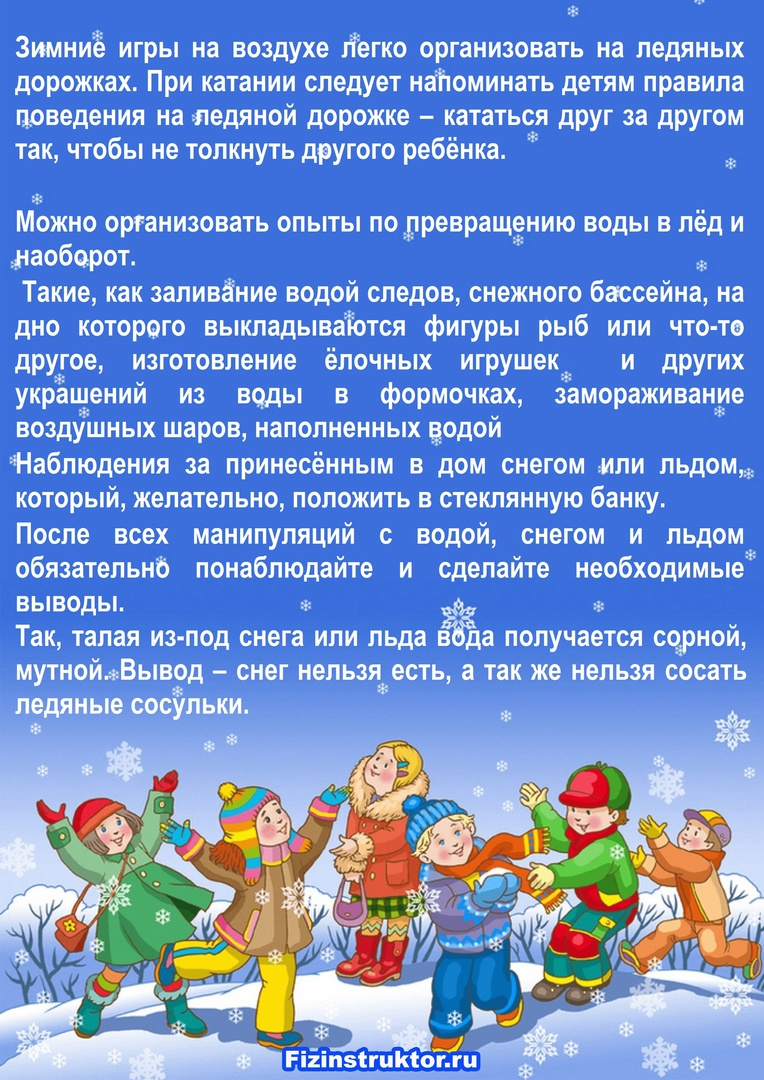 Зимние игры на воздухе легко организовать на ледяных
дорожках. При катании следует напоминать детям правила
поведения на ледяной дорожке – кататься друг за другом
так, чтобы не толкнуть другого ребёнка.
Можно организовать опыты по превращению воды в лёд и
наоборот.
Такие, как заливание водой следов, снежного бассейна, на
дно которого выкладываются фигуры рыб или что-то
другое, изготовление ёлочных игрушек и других
украшений из воды в формочках, замораживание
воздушных шаров, наполненных водой
Наблюдения за принесённым в дом снегом или льдом,
который, желательно, положить в стеклянную банку.
После всех манипуляций с водой, снегом и льдом
обязательно понаблюдайте и сделайте необходимые
выводы.
Так, талая из-под снега или льда вода получается сорной,
мутной. Вывод – снег нельзя есть, а так же нельзя сосать
ледяные сосульки.
Fizinstruktor.ru